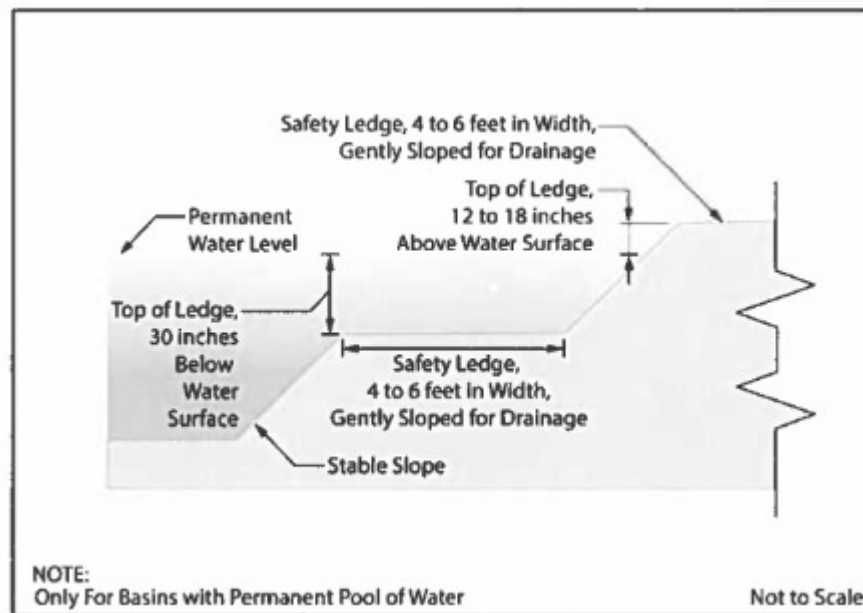 Safety Ledge, 4 to 6 feet in Width,
Gently Sloped for Drainage
Top of Ledge,
12 to 18 inches
Above Water Surface
Permanent
Water Level
Top of Ledge,
30 inches
Below
Water
Surface
Safety Ledge,
4 to 6 feet in Width,
Gently Sloped for Drainage
Stable Slope
NOTE:
Only For Basins with Permanent Pool of Water
Not to Scale